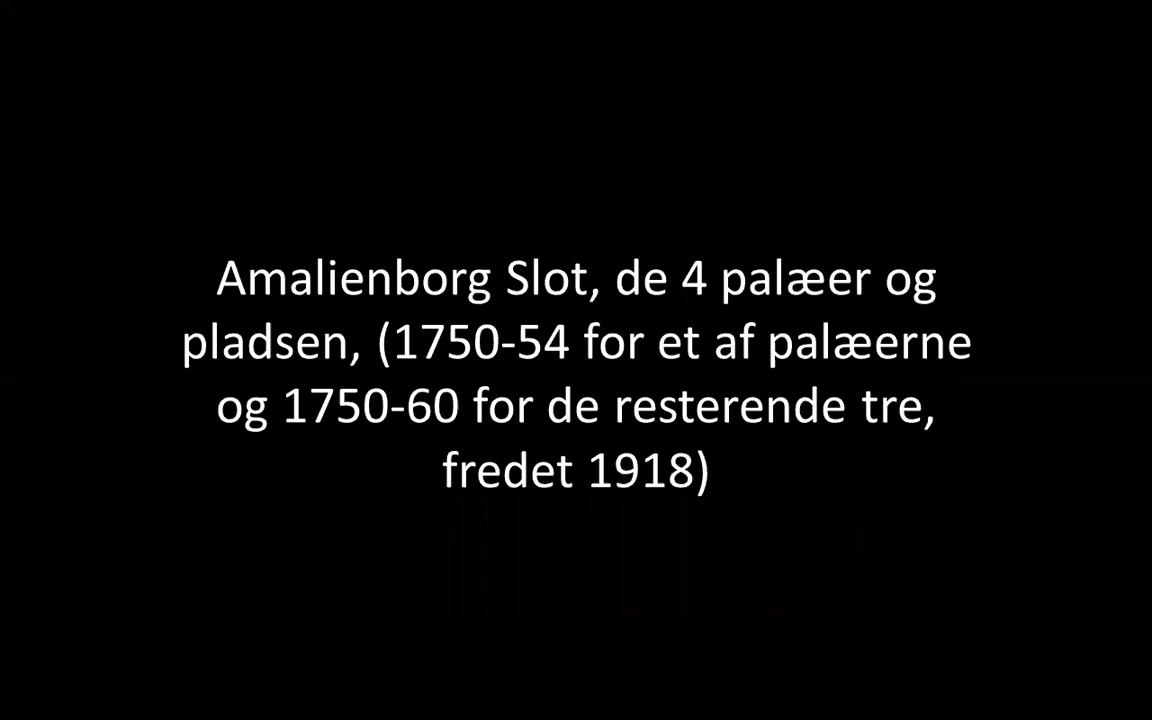 Amalienborg Slot, de 4 palæer og
pladsen, (1750-54 for et af palæerne
og 1750-60 for de resterende tre,
fredet 1918)